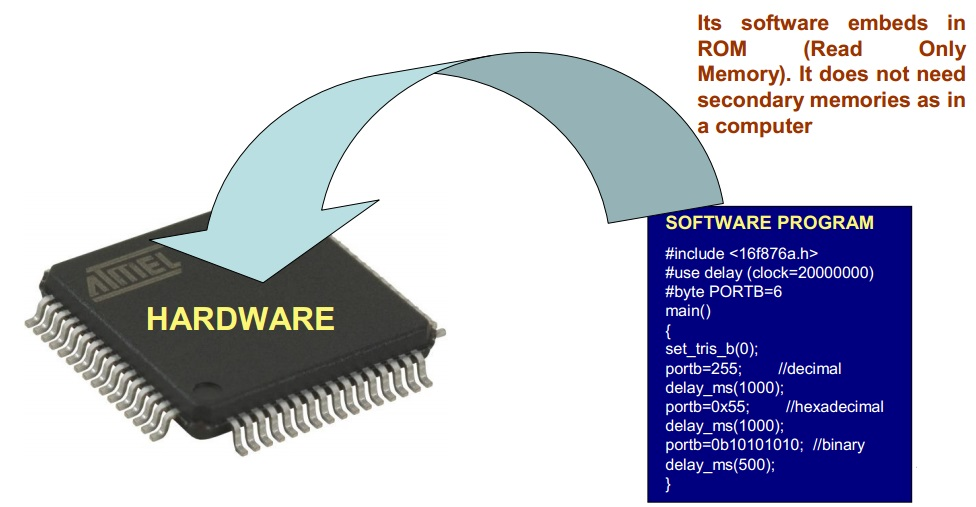 Its software embeds in
ROM (Read Only
Memory). It does not need
secondary memories as in
a computer
ATMEL
HARDWARE
SOFTWARE PROGRAM
#include <16f876a.h>
#use delay (clock=20000000)
#byte PORTB=6
main()
{
set_tris_b(0);
portb=255; //decimal
delay_ms(1000);
portb=0x55; //hexadecimal
delay_ms(1000);
portb=0b10101010; //binary
delay_ms(500);
}